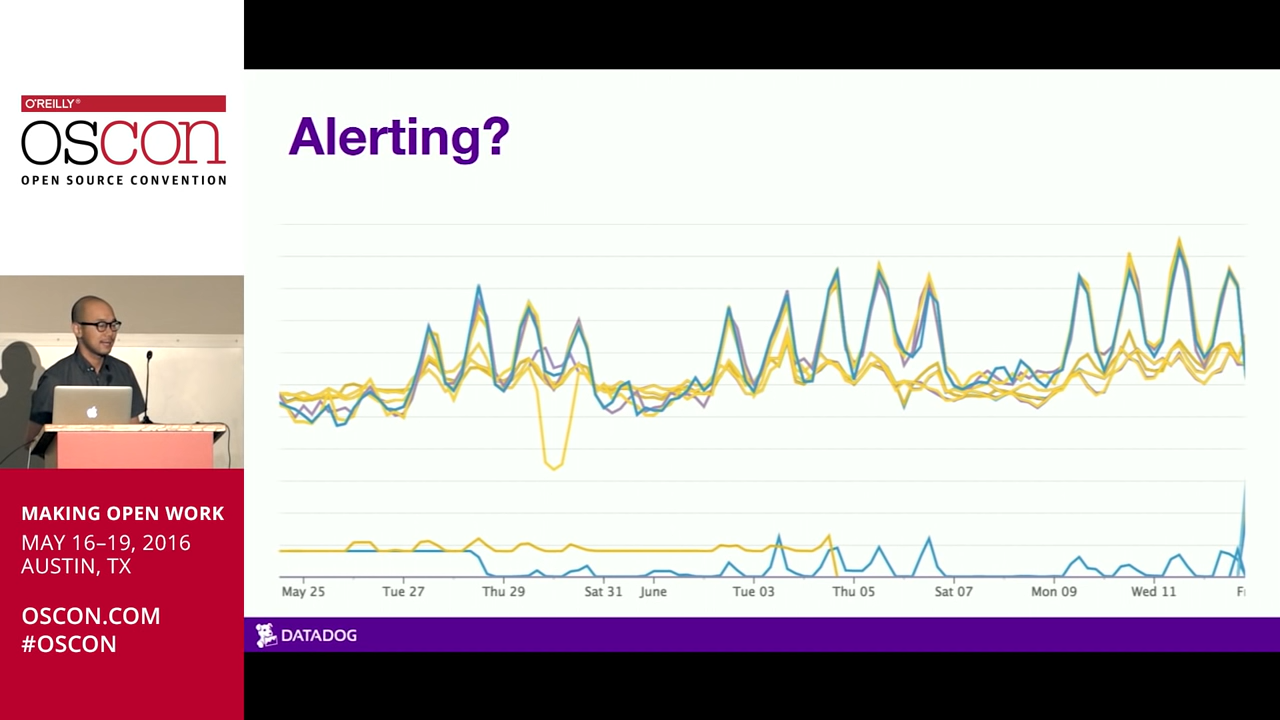 O'REILLY®
OSCON
OPEN SOURCE CONVENTION
MAKING OPEN WORK
MAY 16–19, 2016
AUSTIN, TX
OSCON.COM
#OSCON
Alerting?
May 25 Tue 27 Thu 29 Sat 31 June Tue 03 Thu 05 Sat 07 Mon 09 Wed 11
DATADOG